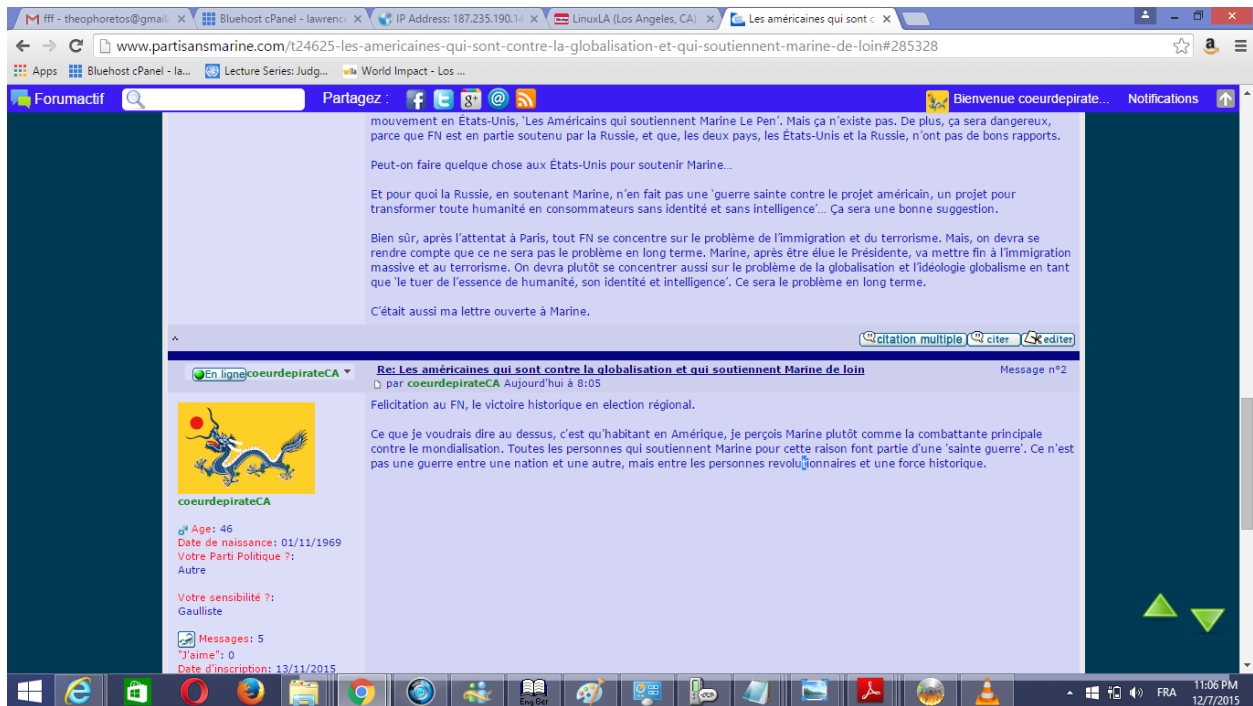 fff - theophoretos@gmail.
Bluehost cPanel - lawrence
IP Address: 187.235.190.14
LinuxLA (Los Angeles, CA)
Les américaines qui sont c
www.partisansmarine.com/t24625-les-americaines-qui-sont-contre-la-globalisation-et-qui-soutiennent-marine-de-loin#285328
Apps
Bluehost cPanel - la...
Lecture Series: Judg...
World Impact - Los ...
Forumactif
Partagez :
Bienvenue coeurdepirate...
Notifications
mouvement en États-Unis, ‘Les Américains qui soutiennent Marine Le Pen’. Mais ça n’existe pas. De plus, ça sera dangereux,
parce que FN est en partie soutenu par la Russie, et que, les deux pays, les États-Unis et la Russie, n’ont pas de bons rapports.
Peut-on faire quelque chose aux États-Unis pour soutenir Marine…
Et pour quoi la Russie, en soutenant Marine, n’en fait pas une ‘guerre sainte contre le projet américain, un projet pour
transformer toute humanité en consommateurs sans identité et sans intelligence’… Ça sera une bonne suggestion.
Bien sûr, après l’attentat à Paris, tout FN se concentre sur le problème de l’immigration et du terrorisme. Mais, on devra se
rendre compte que ce ne sera pas le problème en long terme. Marine, après être élue le Présidente, va mettre fin à l’immigration
massive et au terrorisme. On devra plutôt se concentrer aussi sur le problème de la globalisation et l’idéologie globalisme en tant
que ‘le tuer de l’essence de humanité, son identité et intelligence’. Ce sera le problème en long terme.
C’était aussi ma lettre ouverte à Marine.
citation multiple
citer
editer
En ligne
coeurdepirateCA
Re: Les américaines qui sont contre la globalisation et qui soutiennent Marine de loin
Message n°2
par coeurdepirateCA Aujourd'hui à 8:05
Felicitation au FN, le victoire historique en election régional.
Ce que je voudrais dire au dessus, c'est qu'habitant en Amérique, je perçois Marine plutôt comme la combattante principale
contre le mondialisation. Toutes les personnes qui soutiennent Marine pour cette raison font partie d'une 'sainte guerre'. Ce n'est
pas une guerre entre une nation et une autre, mais entre les personnes revolutionnaires et une force historique.
coeurdepirateCA
Age: 46
Date de naissance: 01/11/1969
Votre Parti Politique ?:
Autre
Votre sensibilité ?:
Gaulliste
Messages: 5
"J'aime": 0
Date d'inscription: 13/11/2015
Eng Ger
FRA
11:06 PM
12/7/2015